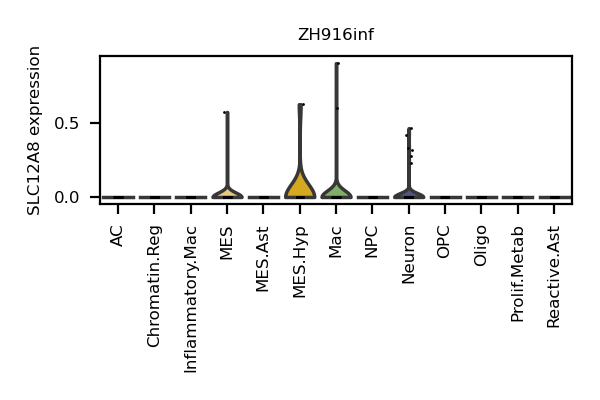 ZH916inf
SLC12A8 expression
0.5
0.0
AC
Chromatin.Reg
Inflammatory.Mac
MES
MES.Ast
MES.Hyp
Mac
NPC
Neuron
OPC
Oligo
Prolif.Metab
Reactive.Ast